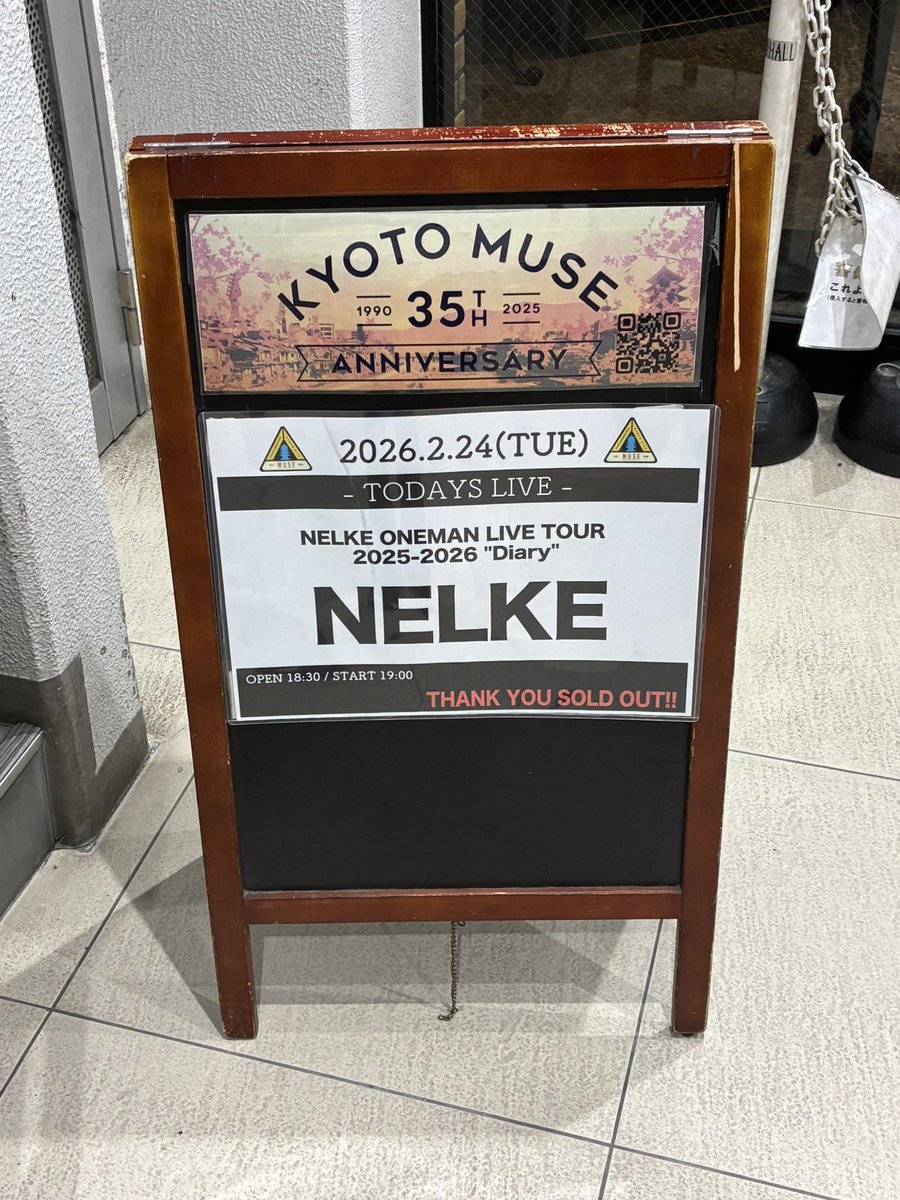 HALL
KYOTO MUSE
1990 35TH 2025
ANNIVERSARY
これよ
2026.2.24(TUE)
MUSE
MUSE
- TODAYS LIVE -
NELKE ONEMAN LIVE TOUR
2025-2026 "Diary"
NELKE
OPEN 18:30 / START 19:00
THANK YOU SOLD OUT!!